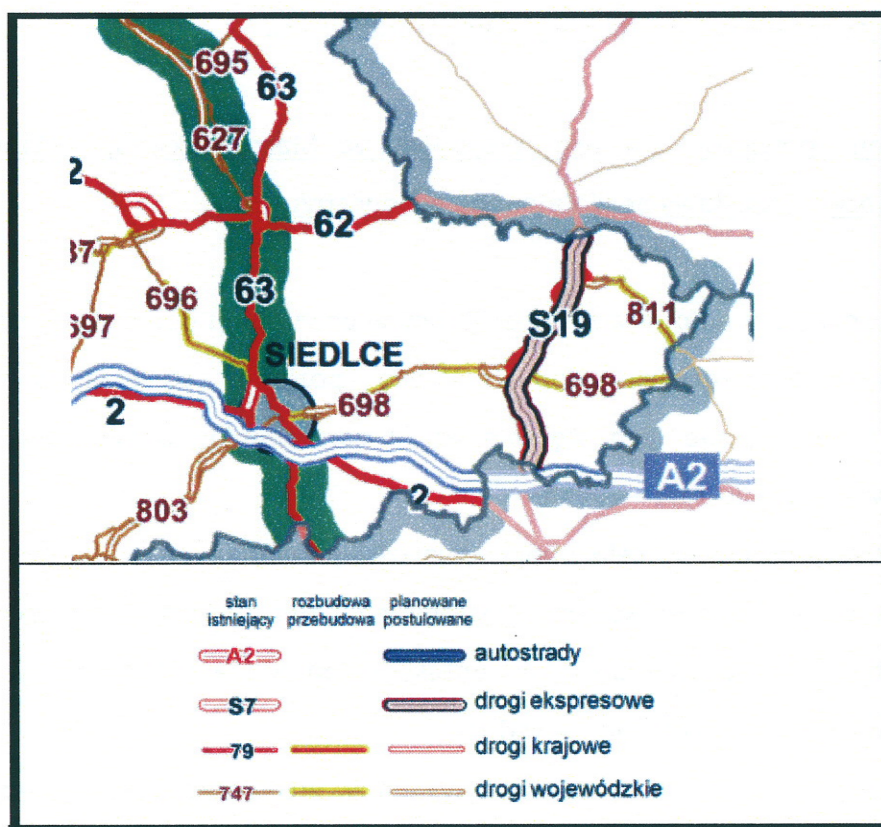 695
63
627
2
62
37
63
696
697
S19
811
SIEDLCE
698
698
2
A2
2
803
stan istniejący
rozbudowa przebudowa
planowane postulowane
A2
autostrady
S7
drogi ekspresowe
79
drogi krajowe
747
drogi wojewódzkie